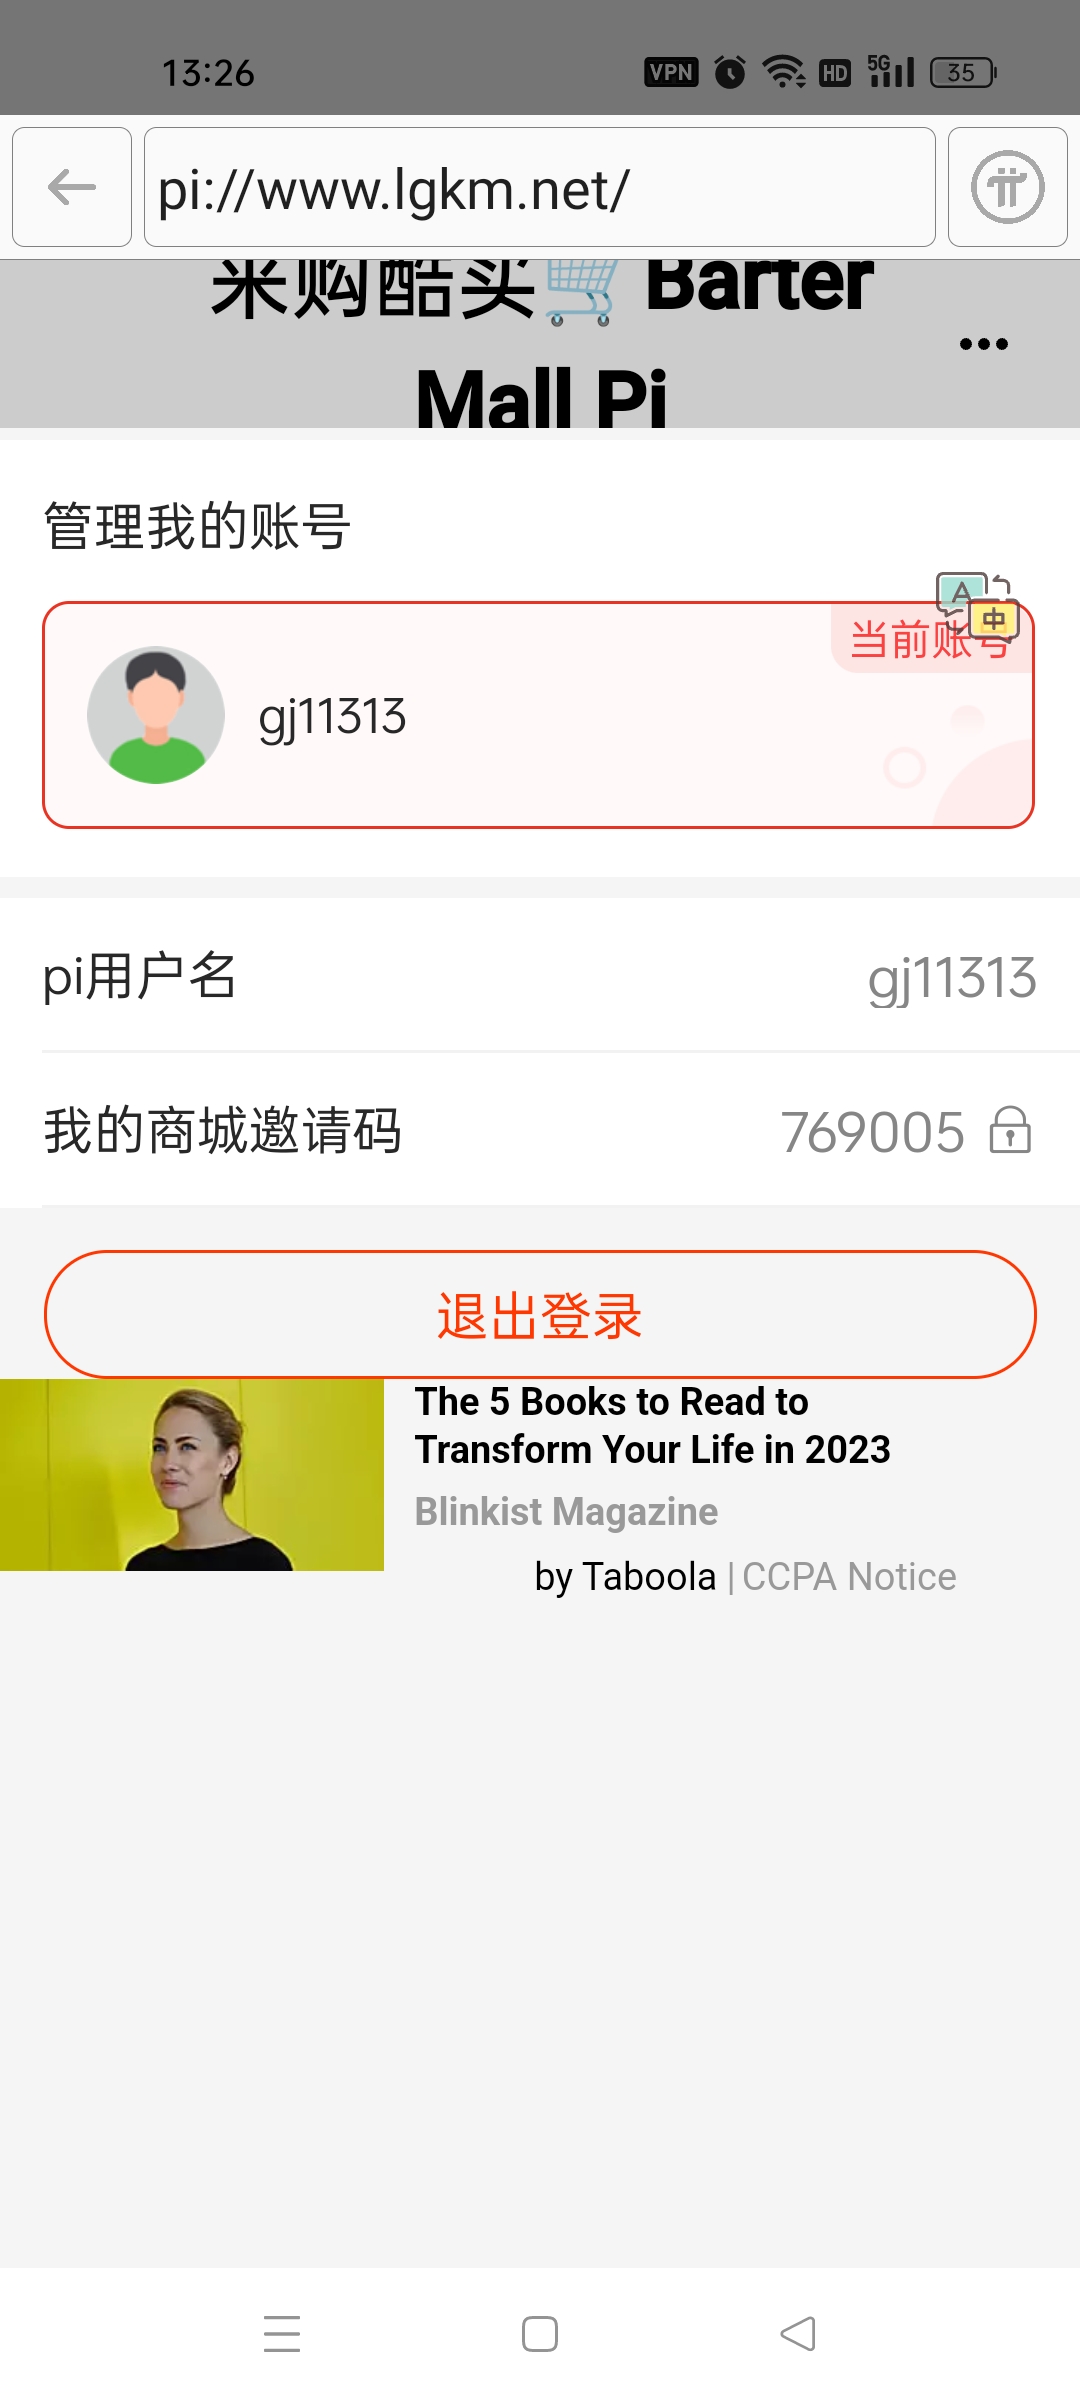 13:26
VPN HD 5G 35
pi://www.lgkm.net/
米购酷买🛒 Barter
Mall Pi
管理我的账号
当前账号
gj11313
pi用户名 gj11313
我的商城邀请码 769005
退出登录
The 5 Books to Read to
Transform Your Life in 2023
Blinkist Magazine
by Taboola | CCPA Notice